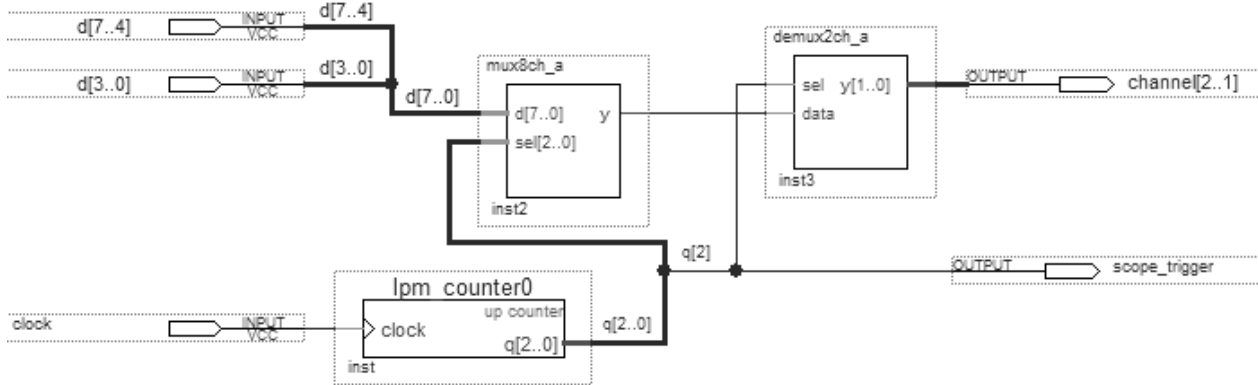 d[7..4]
INPUT
VCC
d[7..4]
d[3..0]
INPUT
VCC
d[3..0]
d[7..0]
mux8ch_a
d[7..0]
sel[2..0]
y
inst2
demux2ch_a
sel
y[1..0]
data
inst3
OUTPUT
channel[2..1]
q[2]
OUTPUT
scope_trigger
clock
INPUT
VCC
lpm_counter0
up counter
clock
q[2..0]
inst
q[2..0]